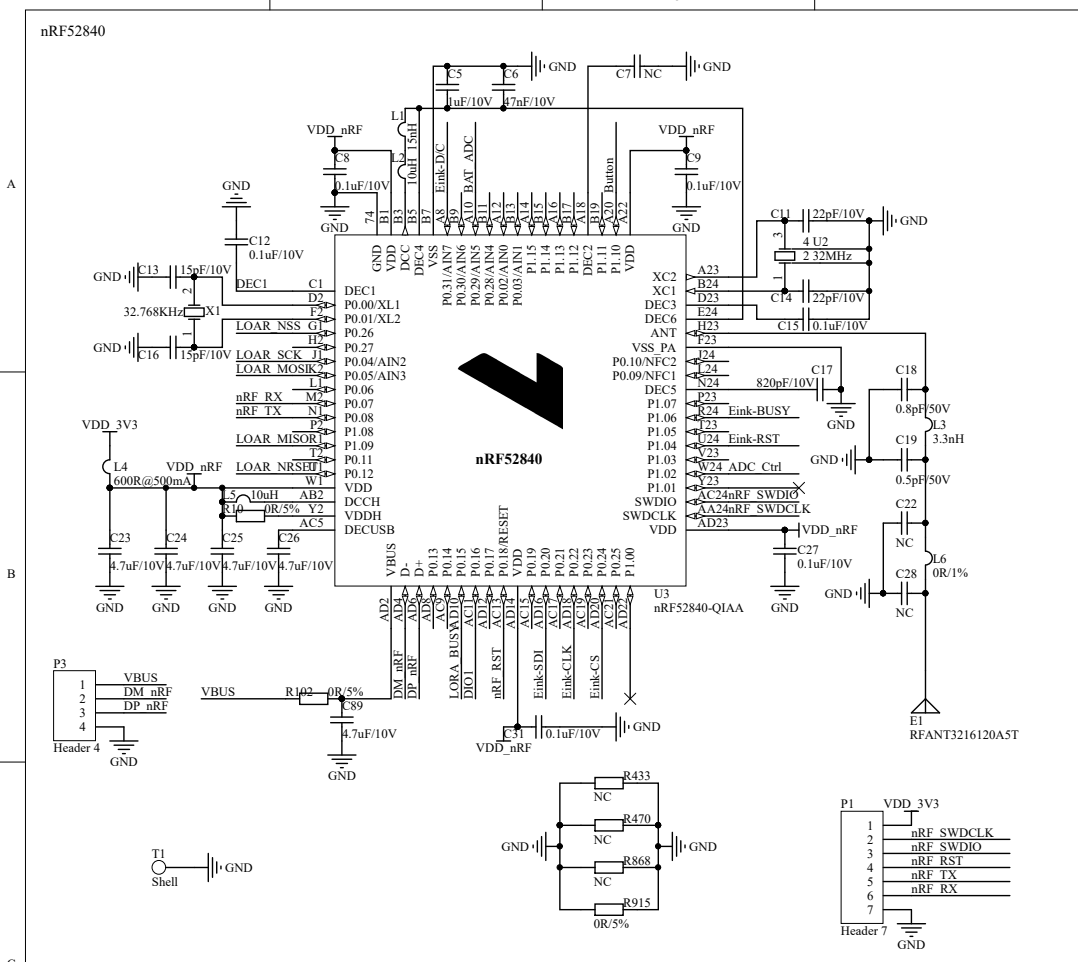 nRF52840
A
B
C5
1uF/10V
C6
47nF/10V
GND
C7
NC
GND
L1
15nH
L2
10uH
VDD_nRF
C8
0.1uF/10V
GND
Eink-D/C
BAT_ADC
Button
VDD_nRF
C9
0.1uF/10V
GND
74
B1
B3
B5
B7
A8
B9
A10
B11
A12
B13
A14
B15
A16
B17
A18
B19
A20
A22
GND
VDD
DCC
DEC4
VSS
P0.31/AIN7
P0.30/AIN6
P0.29/AIN5
P0.28/AIN4
P0.02/AIN0
P0.03/AIN1
P1.15
P1.14
P1.13
P1.12
DEC2
P1.11
P1.10
VDD
GND
C12
0.1uF/10V
GND
C13
15pF/10V
32.768KHz
2
X1
1
GND
C16
15pF/10V
DEC1
C1
DEC1
D2
P0.00/XL1
F2
P0.01/XL2
LOAR_NSS
G1
P0.26
H2
P0.27
LOAR_SCK
J1
P0.04/AIN2
LOAR_MOSI
K2
P0.05/AIN3
L1
P0.06
nRF_RX
M2
P0.07
nRF_TX
N1
P0.08
P2
P1.08
LOAR_MISO
R1
P1.09
T2
P0.11
LOAR_NRSET
U1
P0.12
W1
VDD
AB2
DCCH
Y2
VDDH
AC5
DECUSB
VDD_3V3
L4
600R@500mA
VDD_nRF
L5
10uH
R10
0R/5%
C23
4.7uF/10V
GND
C24
4.7uF/10V
GND
C25
4.7uF/10V
GND
C26
4.7uF/10V
GND
nRF52840
XC2
A23
XC1
B24
DEC3
D23
DEC6
E24
ANT
H23
VSS_PA
F23
P0.10/NFC2
J24
P0.09/NFC1
L24
DEC5
N24
P1.07
P23
P1.06
R24
Eink-BUSY
P1.05
T23
P1.04
U24
Eink-RST
P1.03
V23
P1.02
W24
ADC_Ctrl
P1.01
Y23
SWDIO
AC24
nRF_SWDIO
SWDCLK
AA24
nRF_SWDCLK
VDD
AD23
VDD_nRF
C11
22pF/10V
GND
3
4 U2
2 32MHz
1
C14
22pF/10V
C15
0.1uF/10V
820pF/10V
C17
GND
C18
0.8pF/50V
L3
3.3nH
GND
C19
0.5pF/50V
C22
NC
L6
0R/1%
GND
C28
NC
C27
0.1uF/10V
GND
U3
nRF52840-QIAA
VBUS
D-
D+
P0.13
P0.14
P0.15
P0.16
P0.17
P0.18/RESET
VDD
P0.19
P0.20
P0.21
P0.22
P0.23
P0.24
P0.25
P1.00
AD2
AD4
AD6
AD8
AC9
AD10
AC11
AD12
AC13
AD14
AC15
AD16
AC17
AD18
AC19
AD20
AC21
AD22
DM_nRF
DP_nRF
LORA_BUSY
DIO1
nRF_RST
Eink-SDI
Eink-CLK
Eink-CS
P3
1
VBUS
2
DM_nRF
3
DP_nRF
4
Header 4
GND
VBUS
R102
0R/5%
C89
4.7uF/10V
GND
C31
0.1uF/10V
GND
VDD_nRF
E1
RFANT3216120A5T
R433
NC
R470
NC
GND
GND
R868
NC
R915
0R/5%
T1
Shell
GND
P1
VDD_3V3
1
2
nRF_SWDCLK
3
nRF_SWDIO
4
nRF_RST
5
nRF_TX
6
nRF_RX
7
Header 7
GND